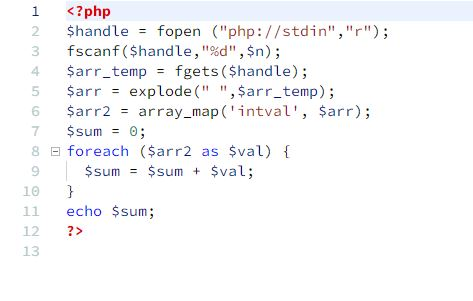 1 <?php
2 $handle = fopen ("php://stdin","r");
3 fscanf($handle,"%d",$n);
4 $arr_temp = fgets($handle);
5 $arr = explode(" ",$arr_temp);
6 $arr2 = array_map('intval', $arr);
7 $sum = 0;
8 foreach ($arr2 as $val) {
9 $sum = $sum + $val;
10 }
11 echo $sum;
12 ?>
13